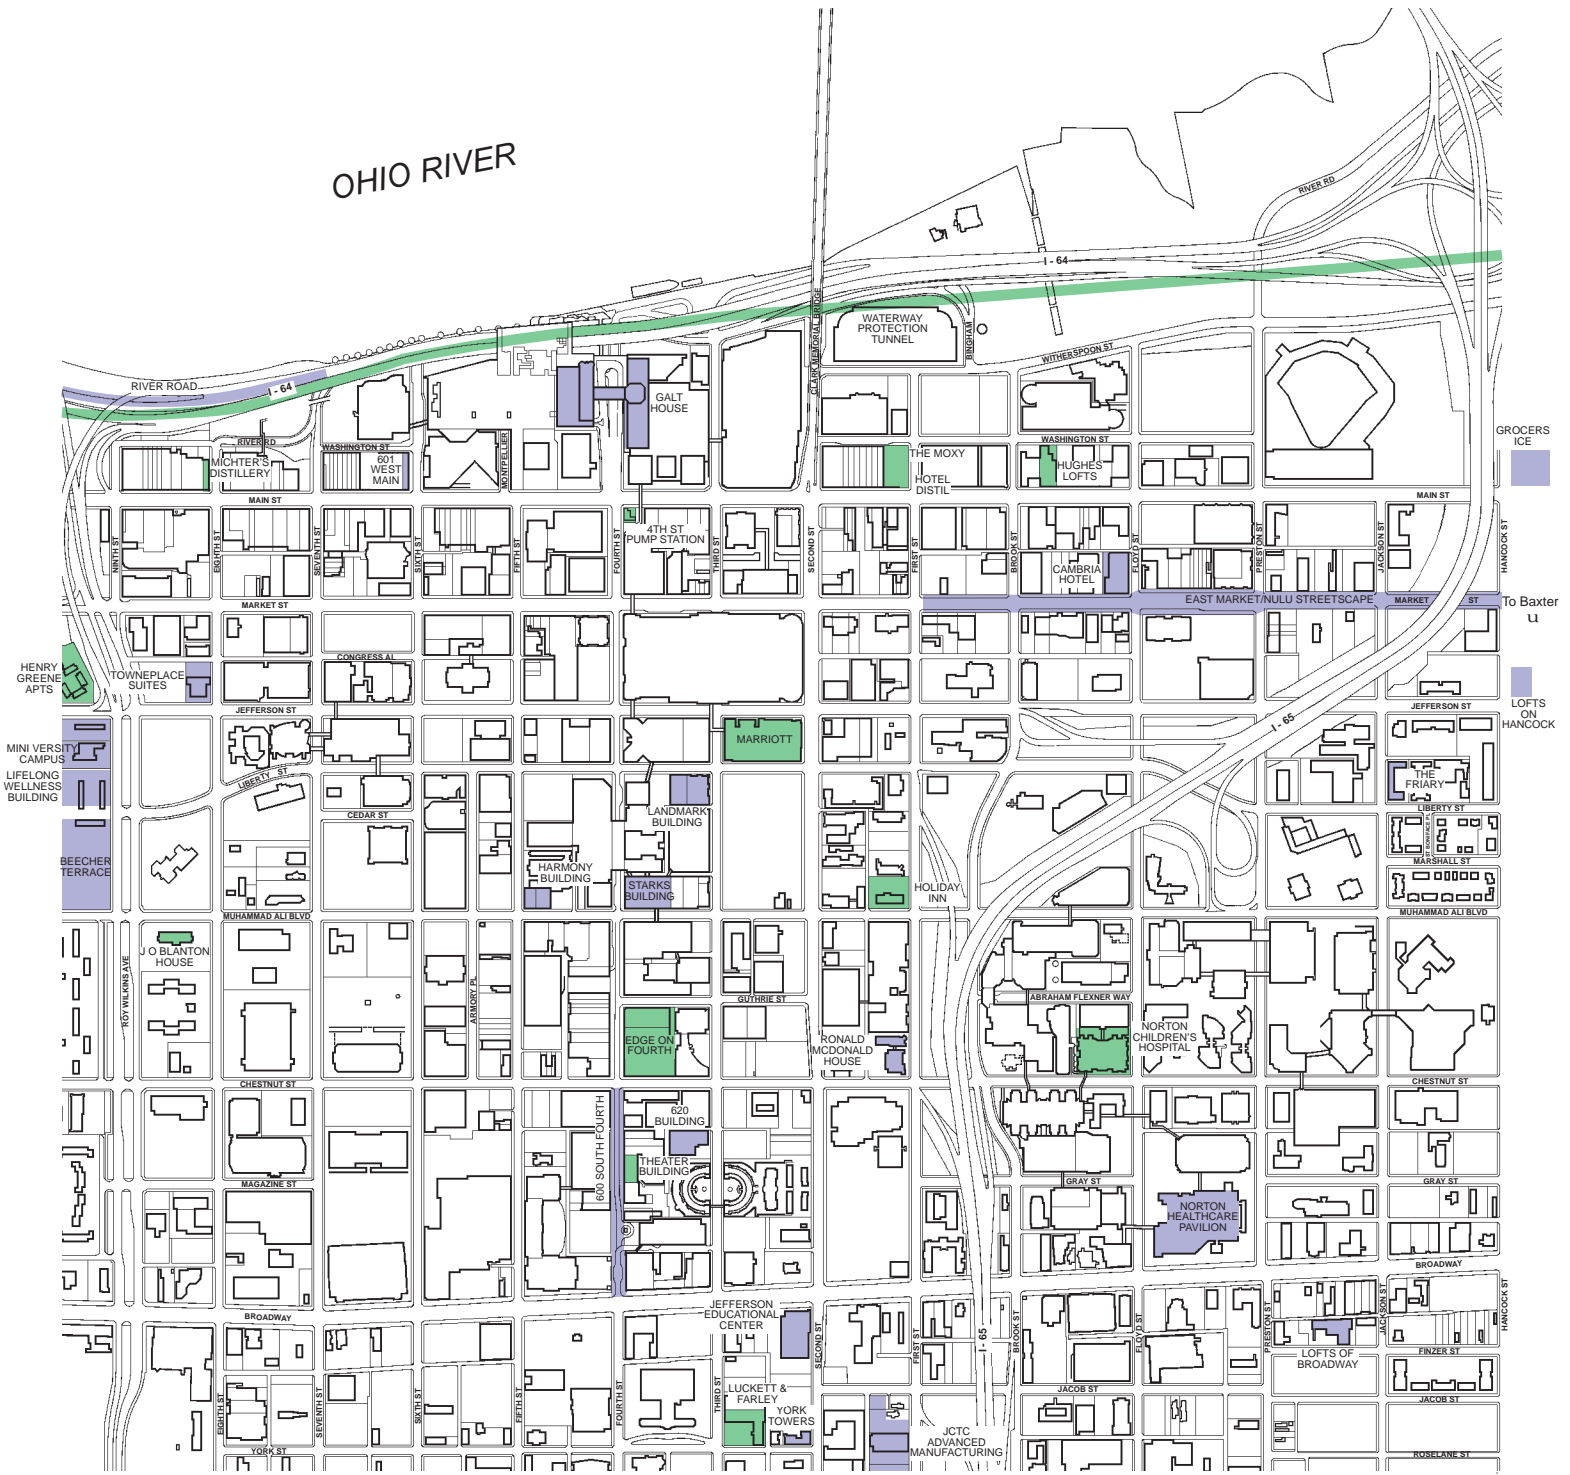 OHIO RIVER
RIVER RD
I - 64
CLARK MEMORIAL BRIDGE
WATERWAY
PROTECTION
TUNNEL
BINGHAM
WITHERSPOON ST
RIVER ROAD
I - 64
GALT
HOUSE
RIVER RD
WASHINGTON ST
WASHINGTON ST
MICHTER'S
DISTILLERY
601
WEST
MAIN
MONTPELIER
THE MOXY
HOTEL
DISTIL
HUGHES
LOFTS
GROCERS
ICE
MAIN ST
MAIN ST
4TH ST
PUMP STATION
NINTH ST
EIGHTH ST
SEVENTH ST
SIXTH ST
FIFTH ST
FOURTH ST
THIRD ST
SECOND ST
FIRST ST
BROOK ST
FLOYD ST
PRESTON ST
JACKSON ST
HANCOCK ST
CAMBRIA
HOTEL
MARKET ST
EAST MARKET/NULU STREETSCAPE
MARKET
ST
To Baxter
u
CONGRESS AL
HENRY
GREENE
APTS
TOWNEPLACE
SUITES
JEFFERSON ST
JEFFERSON ST
LOFTS
ON
HANCOCK
I - 65
MARRIOTT
MINI VERSITY
CAMPUS
LIFELONG
WELLNESS
BUILDING
LIBERTY ST
CEDAR ST
LANDMARK
BUILDING
THE
FRIARY
LIBERTY ST
ST BONIFACE PL
MARSHALL ST
BEECHER
TERRACE
HARMONY
BUILDING
STARKS
BUILDING
HOLIDAY
INN
MUHAMMAD ALI BLVD
MUHAMMAD ALI BLVD
J O BLANTON
HOUSE
ROY WILKINS AVE
ARMORY PL
GUTHRIE ST
ABRAHAM FLEXNER WAY
EDGE ON
FOURTH
RONALD
MCDONALD
HOUSE
NORTON
CHILDREN'S
HOSPITAL
CHESTNUT ST
CHESTNUT ST
600 SOUTH FOURTH
620
BUILDING
THEATER
BUILDING
MAGAZINE ST
GRAY ST
GRAY ST
NORTON
HEALTHCARE
PAVILION
BROADWAY
BROADWAY
JEFFERSON
EDUCATIONAL
CENTER
SECOND ST
FIRST ST
I - 65
BROOK ST
FLOYD ST
PRESTON ST
JACKSON ST
HANCOCK ST
LOFTS OF
BROADWAY
FINZER ST
EIGHTH ST
SEVENTH ST
SIXTH ST
FIFTH ST
FOURTH ST
THIRD ST
LUCKETT &
FARLEY
YORK
TOWERS
JACOB ST
JACOB ST
JCTC
ADVANCED
MANUFACTURING
YORK ST
ROSELANE ST